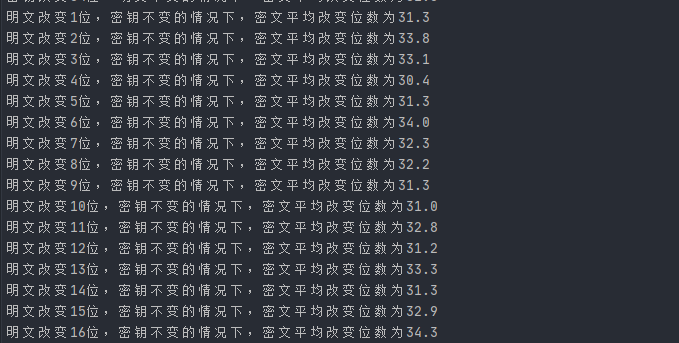 明文改变1位，密钥不变的情况下，密文平均改变位数为31.3
明文改变2位，密钥不变的情况下，密文平均改变位数为33.8
明文改变3位，密钥不变的情况下，密文平均改变位数为33.1
明文改变4位，密钥不变的情况下，密文平均改变位数为30.4
明文改变5位，密钥不变的情况下，密文平均改变位数为31.3
明文改变6位，密钥不变的情况下，密文平均改变位数为34.0
明文改变7位，密钥不变的情况下，密文平均改变位数为32.3
明文改变8位，密钥不变的情况下，密文平均改变位数为32.2
明文改变9位，密钥不变的情况下，密文平均改变位数为31.3
明文改变10位，密钥不变的情况下，密文平均改变位数为31.0
明文改变11位，密钥不变的情况下，密文平均改变位数为32.8
明文改变12位，密钥不变的情况下，密文平均改变位数为31.2
明文改变13位，密钥不变的情况下，密文平均改变位数为33.3
明文改变14位，密钥不变的情况下，密文平均改变位数为31.3
明文改变15位，密钥不变的情况下，密文平均改变位数为32.9
明文改变16位，密钥不变的情况下，密文平均改变位数为34.3